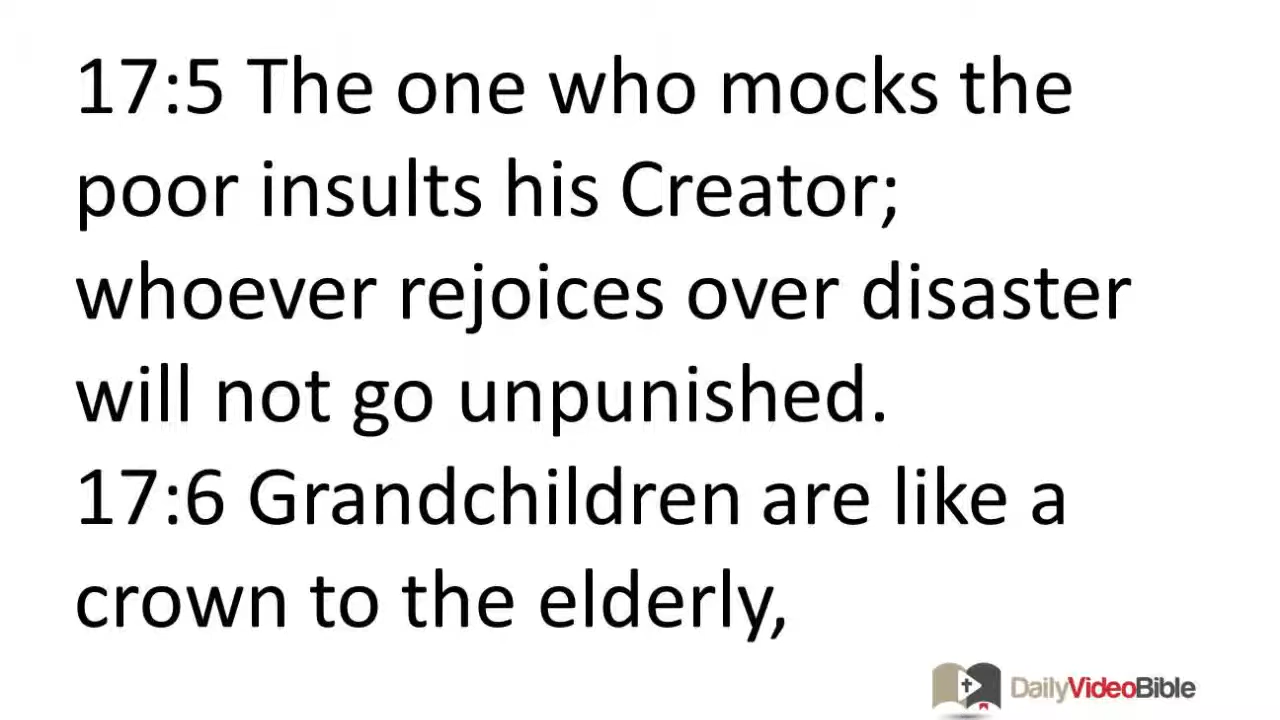 17:5 The one who mocks the
poor insults his Creator;
whoever rejoices over disaster
will not go unpunished.
17:6 Grandchildren are like a
crown to the elderly,
DailyVideoBible